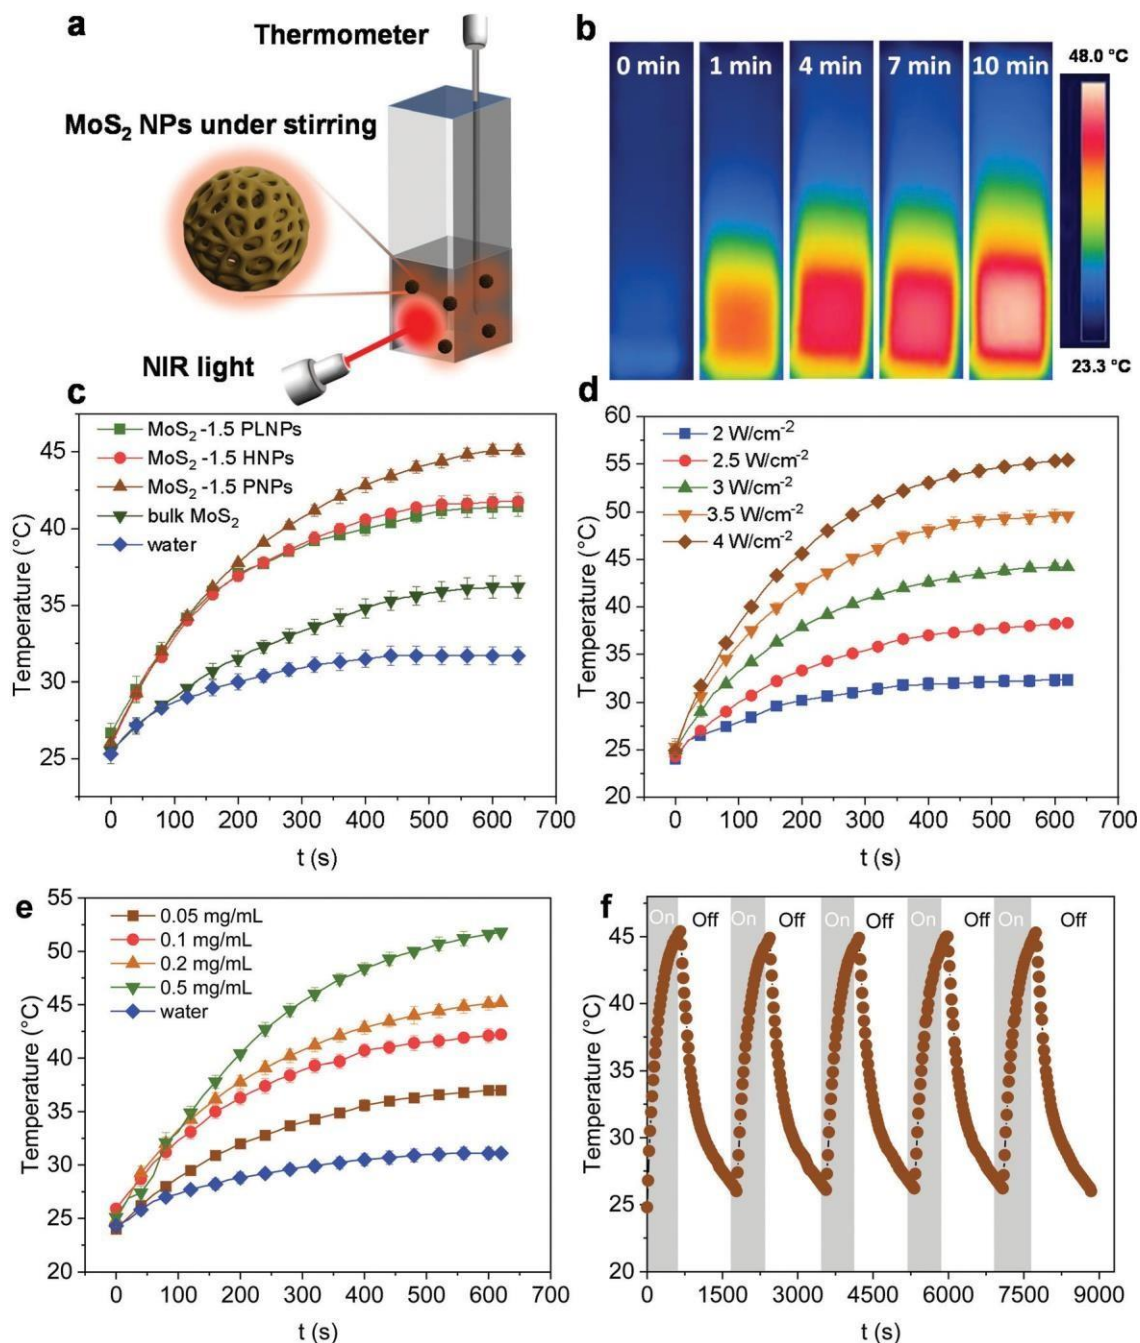 a
Thermometer
MoS₂ NPs under stirring
NIR light
b
0 min
1 min
4 min
7 min
10 min
48.0 °C
23.3 °C
c
MoS₂ -1.5 PLNPs
MoS₂ -1.5 HNPs
MoS₂ -1.5 PNPs
bulk MoS₂
water
Temperature (°C)
45
40
35
30
25
0 100 200 300 400 500 600 700
t (s)
d
2 W/cm⁻²
2.5 W/cm⁻²
3 W/cm⁻²
3.5 W/cm⁻²
4 W/cm⁻²
Temperature (°C)
60
55
50
45
40
35
30
25
20
0 100 200 300 400 500 600 700
t (s)
e
0.05 mg/mL
0.1 mg/mL
0.2 mg/mL
0.5 mg/mL
water
Temperature (°C)
55
50
45
40
35
30
25
20
0 100 200 300 400 500 600 700
t (s)
f
On Off On Off On Off On Off On Off
Temperature (°C)
45
40
35
30
25
20
0 1500 3000 4500 6000 7500 9000
t (s)